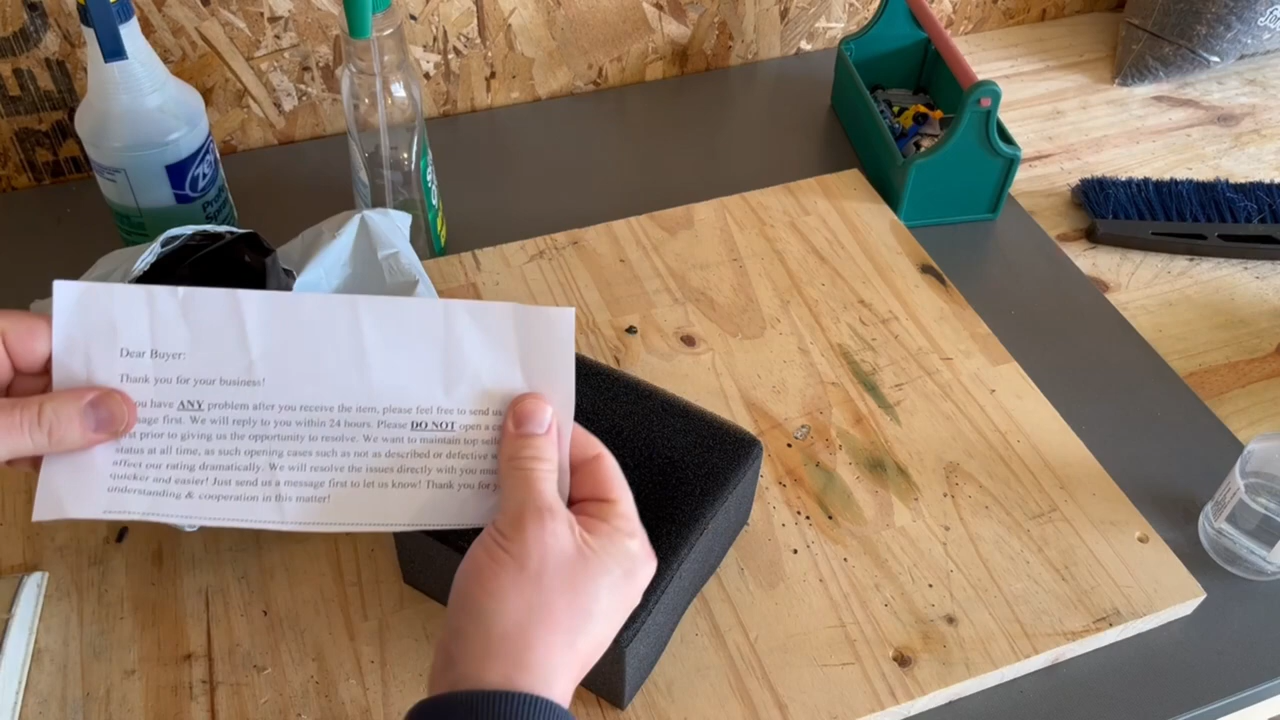 Zep
Dear Buyer:
Thank you for your business!
you have ANY problem after you receive the item, please feel free to send us
first. We will reply to you within 24 hours. Please DO NOT open a
prior to giving us the opportunity to resolve. We want to maintain top
status at all time, as such opening cases such as not as described or defective
affect our rating dramatically. We will resolve the issues directly with you
quicker and easier! Just send us a message first to let us know! Thank you for
understanding & cooperation in this matter!